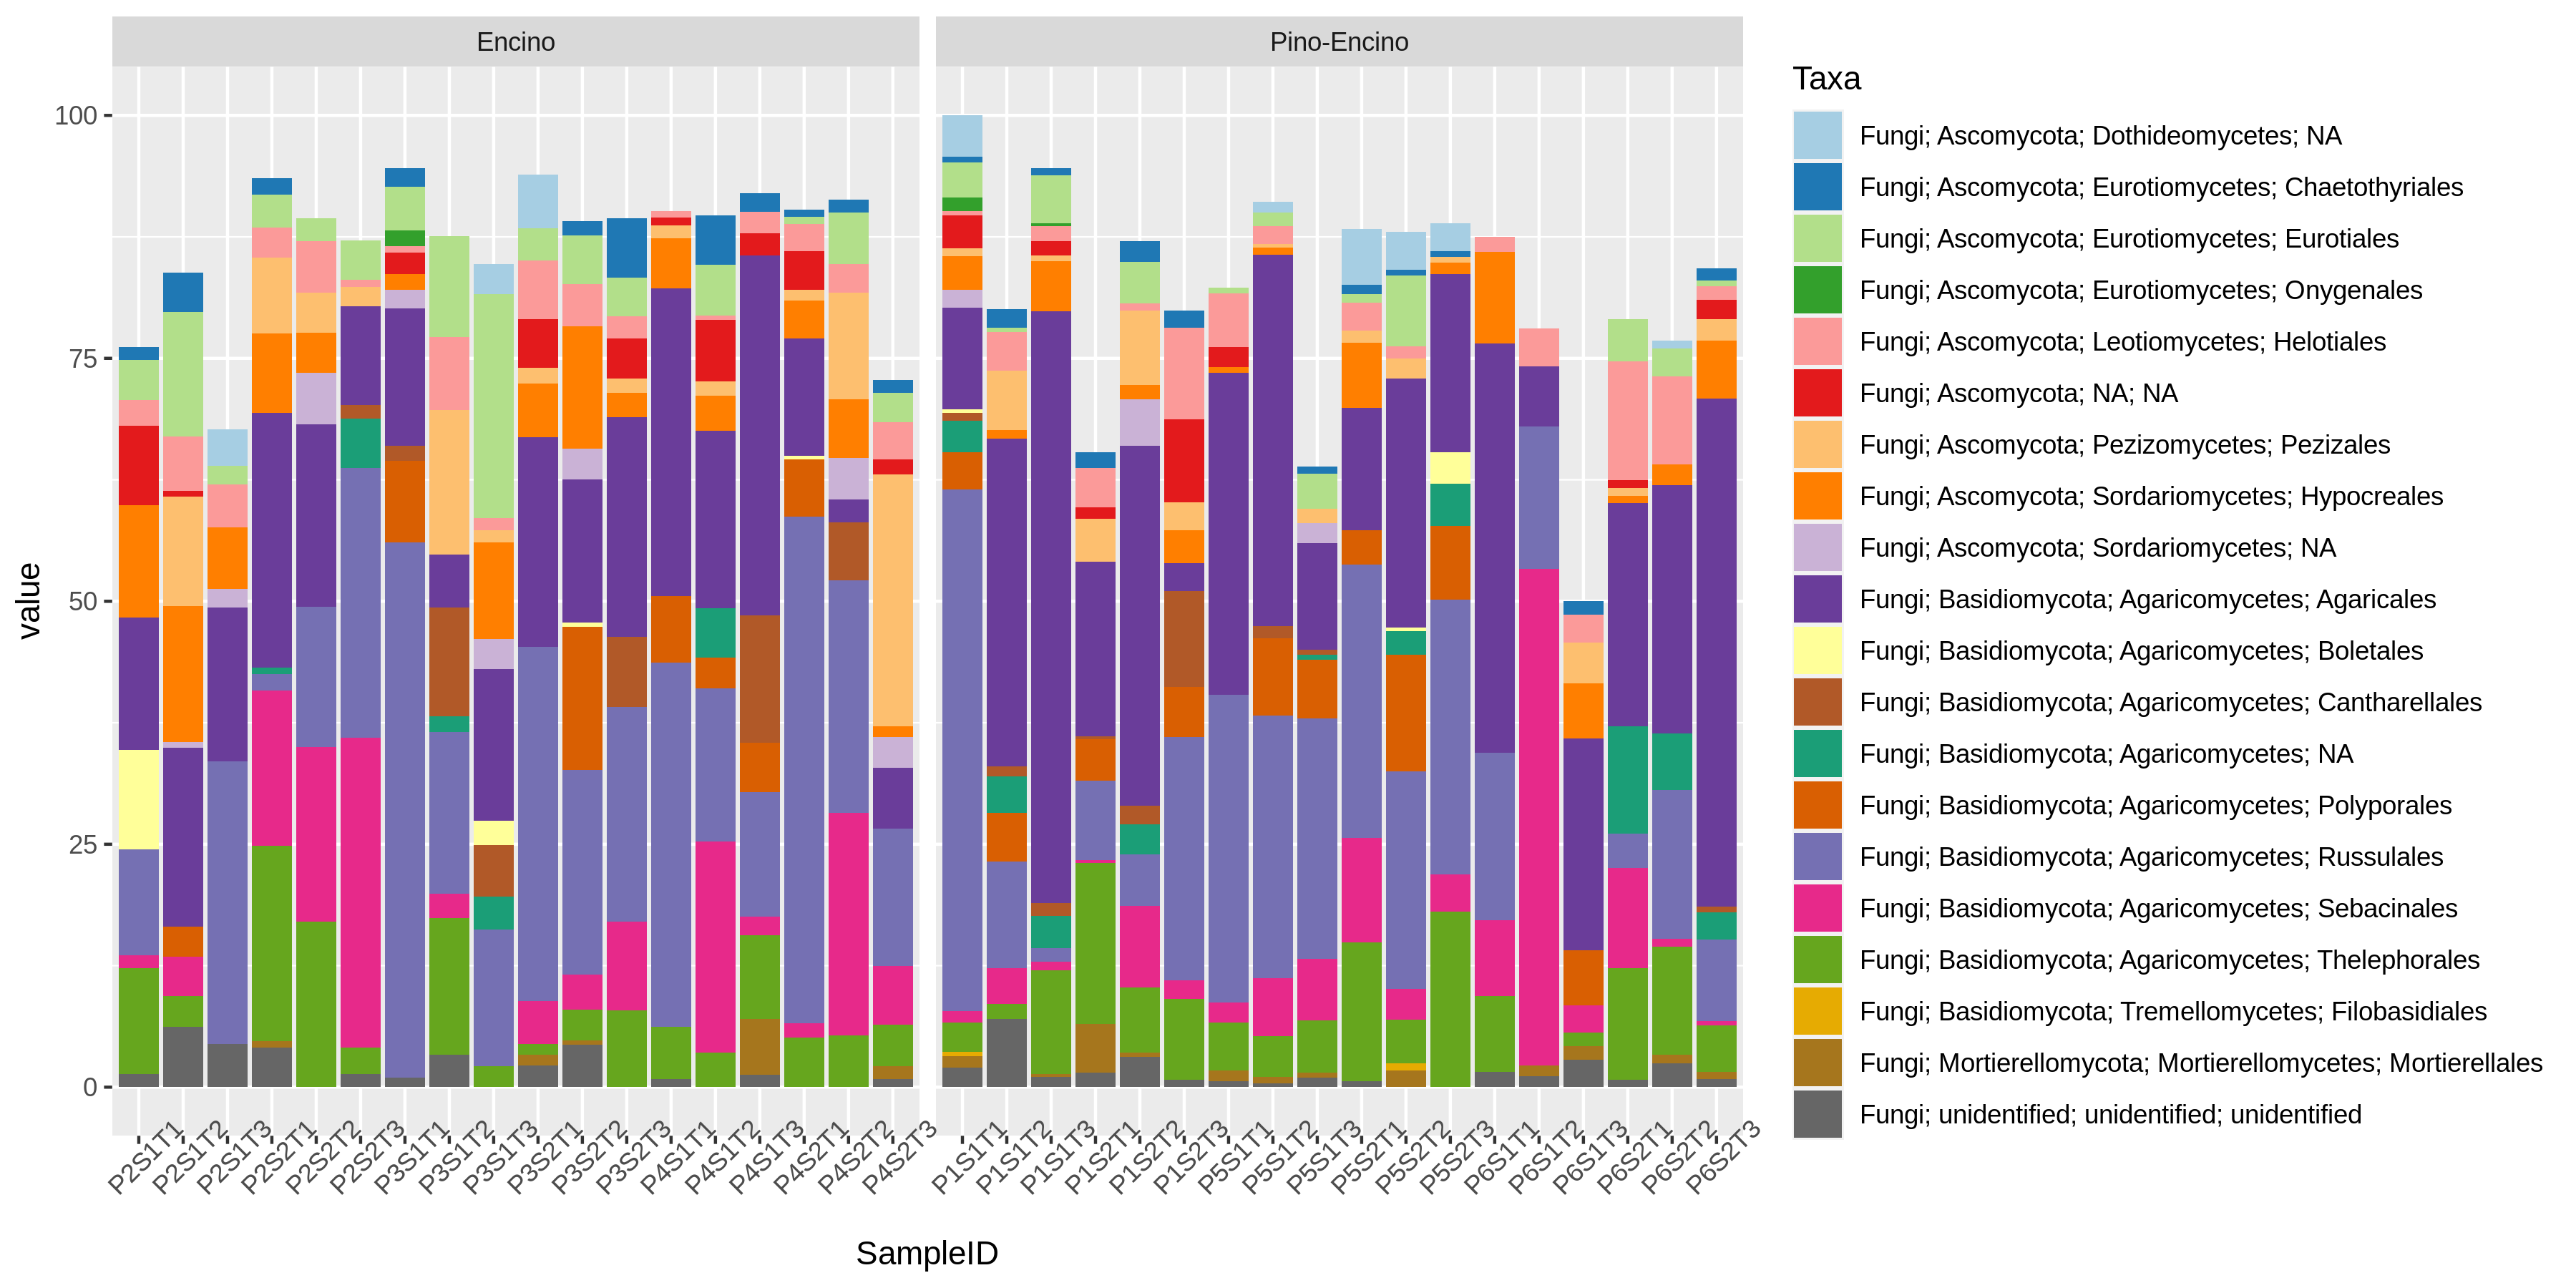 Encino
Pino-Encino
100
75
50
25
0
value
P2S1T1
P2S1T2
P2S1T3
P2S2T1
P2S2T2
P2S2T3
P3S1T1
P3S1T2
P3S1T3
P3S2T1
P3S2T2
P3S2T3
P4S1T1
P4S1T2
P4S1T3
P4S2T1
P4S2T2
P4S2T3
P1S1T1
P1S1T2
P1S1T3
P1S2T1
P1S2T2
P1S2T3
P5S1T1
P5S1T2
P5S1T3
P5S2T1
P5S2T2
P5S2T3
P6S1T1
P6S1T2
P6S1T3
P6S2T1
P6S2T2
P6S2T3
SampleID
Taxa
Fungi; Ascomycota; Dothideomycetes; NA
Fungi; Ascomycota; Eurotiomycetes; Chaetothyriales
Fungi; Ascomycota; Eurotiomycetes; Eurotiales
Fungi; Ascomycota; Eurotiomycetes; Onygenales
Fungi; Ascomycota; Leotiomycetes; Helotiales
Fungi; Ascomycota; NA; NA
Fungi; Ascomycota; Pezizomycetes; Pezizales
Fungi; Ascomycota; Sordariomycetes; Hypocreales
Fungi; Ascomycota; Sordariomycetes; NA
Fungi; Basidiomycota; Agaricomycetes; Agaricales
Fungi; Basidiomycota; Agaricomycetes; Boletales
Fungi; Basidiomycota; Agaricomycetes; Cantharellales
Fungi; Basidiomycota; Agaricomycetes; NA
Fungi; Basidiomycota; Agaricomycetes; Polyporales
Fungi; Basidiomycota; Agaricomycetes; Russulales
Fungi; Basidiomycota; Agaricomycetes; Sebacinales
Fungi; Basidiomycota; Agaricomycetes; Thelephorales
Fungi; Basidiomycota; Tremellomycetes; Filobasidiales
Fungi; Mortierellomycota; Mortierellomycetes; Mortierellales
Fungi; unidentified; unidentified; unidentified